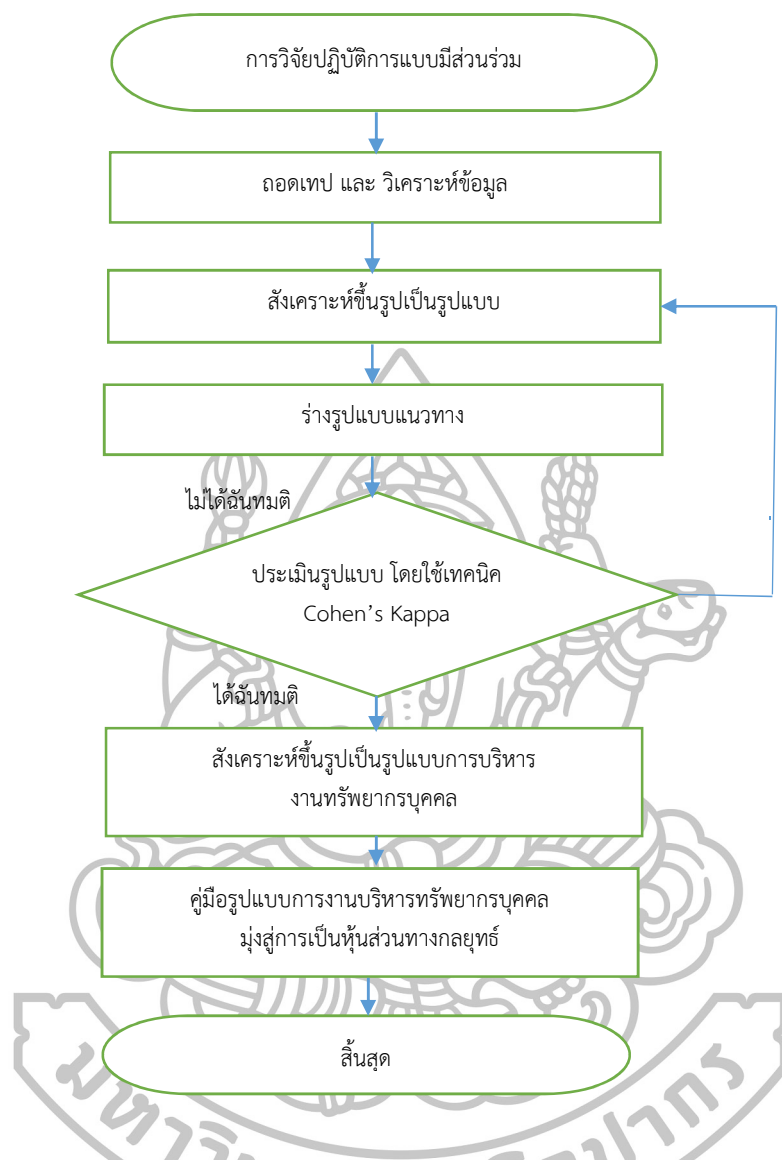 การวิจัยปฏิบัติการแบบมีส่วนร่วม
ถอดเทป และ วิเคราะห์ข้อมูล
สังเคราะห์ขึ้นรูปเป็นรูปแบบ
ร่างรูปแบบแนวทาง
ไม่ได้ฉันทมติ
ประเมินรูปแบบ โดยใช้เทคนิค
Cohen’s Kappa
ได้ฉันทมติ
สังเคราะห์ขึ้นรูปเป็นรูปแบบการบริหาร
งานทรัพยากรบุคคล
คู่มือรูปแบบการงานบริหารทรัพยากรบุคคล
มุ่งสู่การเป็นหุ้นส่วนทางกลยุทธ์
สิ้นสุด